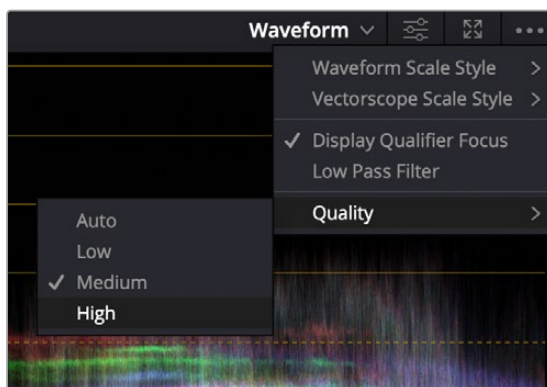 Waveform
Waveform Scale Style
Vectorscope Scale Style
Display Qualifier Focus
Low Pass Filter
Quality
Auto
Low
Medium
High